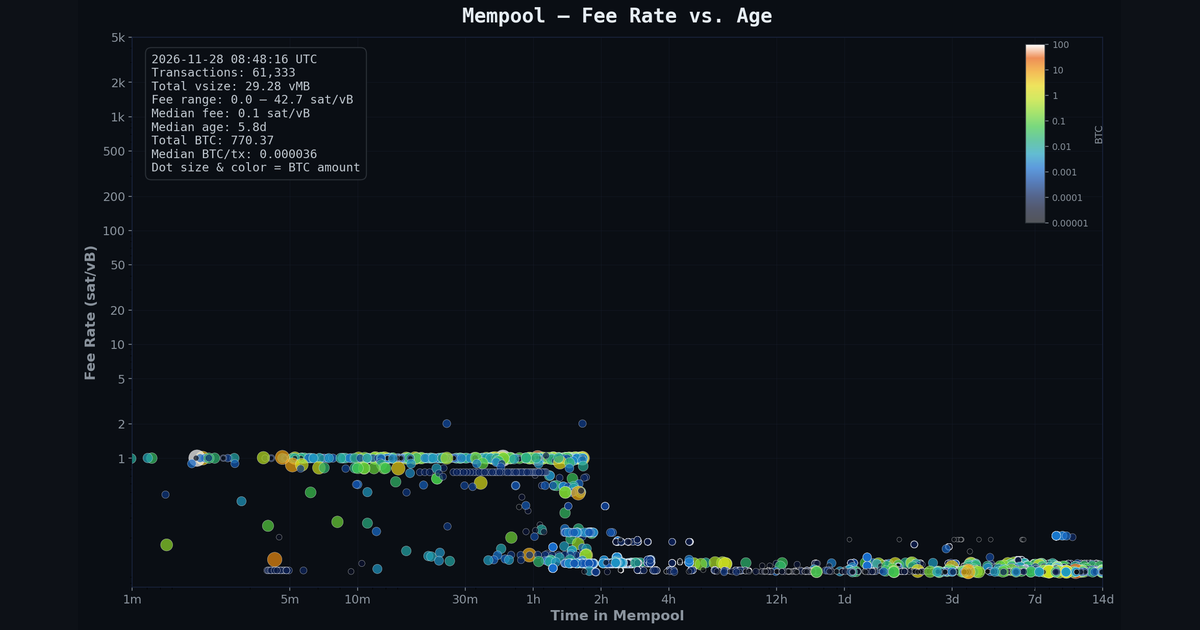 Mempool — Fee Rate vs. Age
2026-11-28 08:48:16 UTC
Transactions: 61,333
Total vsize: 29.28 vMB
Fee range: 0.0 – 42.7 sat/vB
Median fee: 0.1 sat/vB
Median age: 5.8d
Total BTC: 770.37
Median BTC/tx: 0.000036
Dot size & color = BTC amount
100
10
1
0.1
0.01
0.001
0.0001
0.00001
BTC
Fee Rate (sat/vB)
5k
2k
1k
500
200
100
50
20
10
5
2
1
1m 5m 10m 30m 1h 2h 4h 12h 1d 3d 7d 14d
Time in Mempool